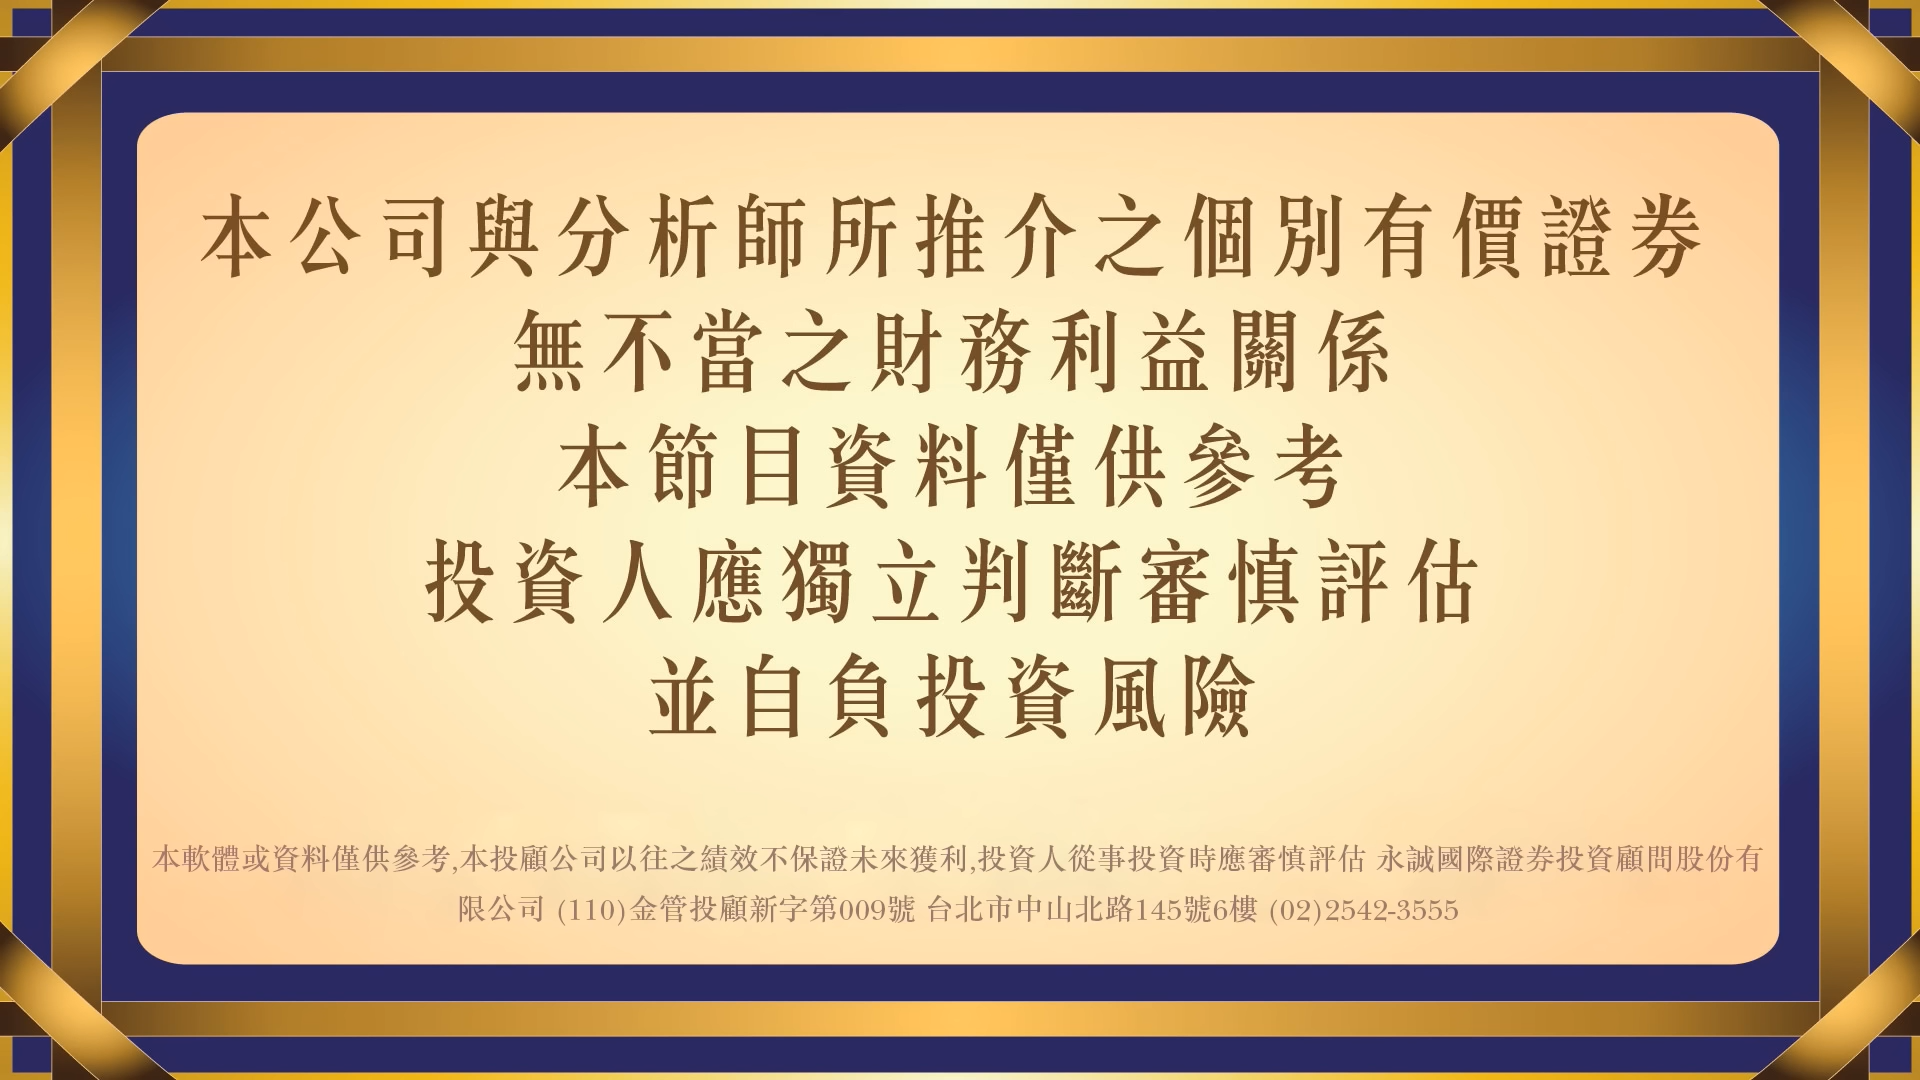 本公司與分析師所推介之個別有價證券
無不當之財務利益關係
本節目資料僅供參考
投資人應獨立判斷審慎評估
並自負投資風險
本軟體或資料僅供參考,本投顧公司以往之績效不保證未來獲利,投資人從事投資時應審慎評估 永誠國際證券投資顧問股份有
限公司 (110)金管投顧新字第009號 台北市中山北路145號6樓 (02)2542-3555